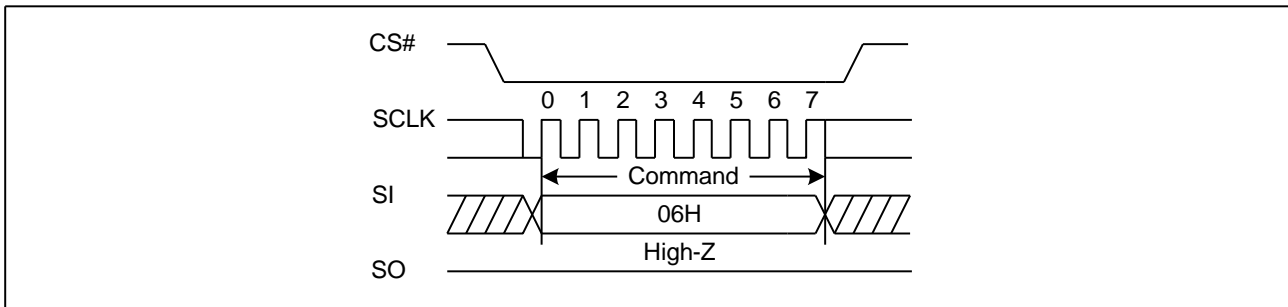 CS#
0 1 2 3 4 5 6 7
SCLK
Command
SI
06H
High-Z
SO